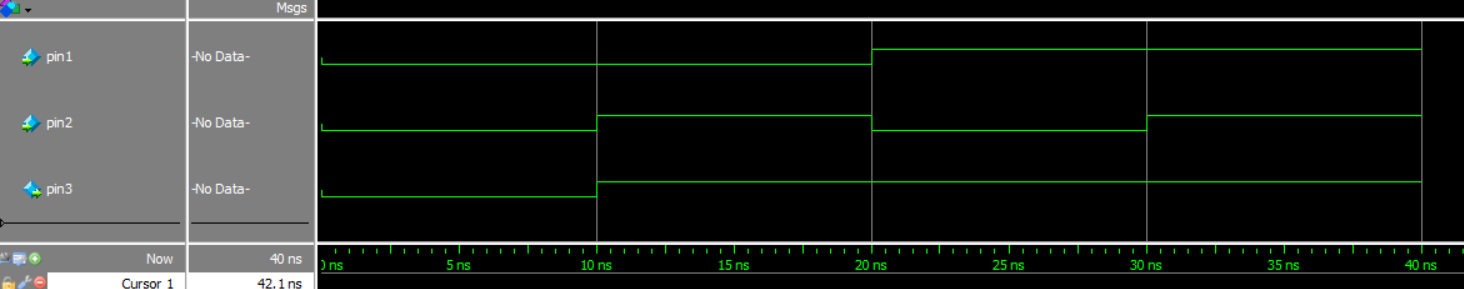 Msgs
pin1 -No Data-
pin2 -No Data-
pin3 -No Data-
Now 40 ns
ns 5 ns 10 ns 15 ns 20 ns 25 ns 30 ns 35 ns 40 ns
Cursor 1 42.1 ns